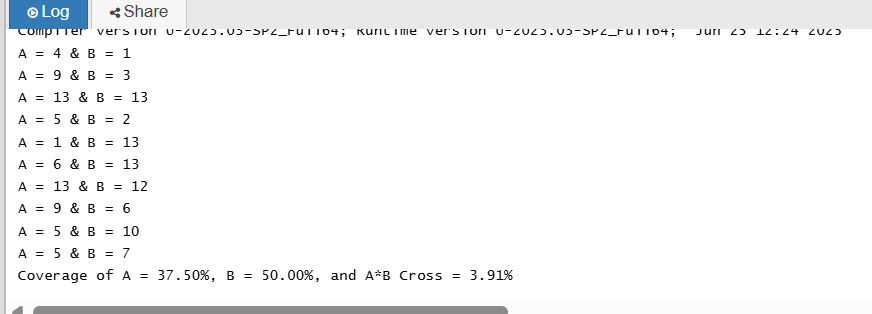 Log Share
Compiler version U-2023.03-SP2_Full64; Runtime version U-2023.03-SP2_Full64; Jun 25 12:24 2025
A = 4 & B = 1
A = 9 & B = 3
A = 13 & B = 13
A = 5 & B = 2
A = 1 & B = 13
A = 6 & B = 13
A = 13 & B = 12
A = 9 & B = 6
A = 5 & B = 10
A = 5 & B = 7
Coverage of A = 37.50%, B = 50.00%, and A*B Cross = 3.91%